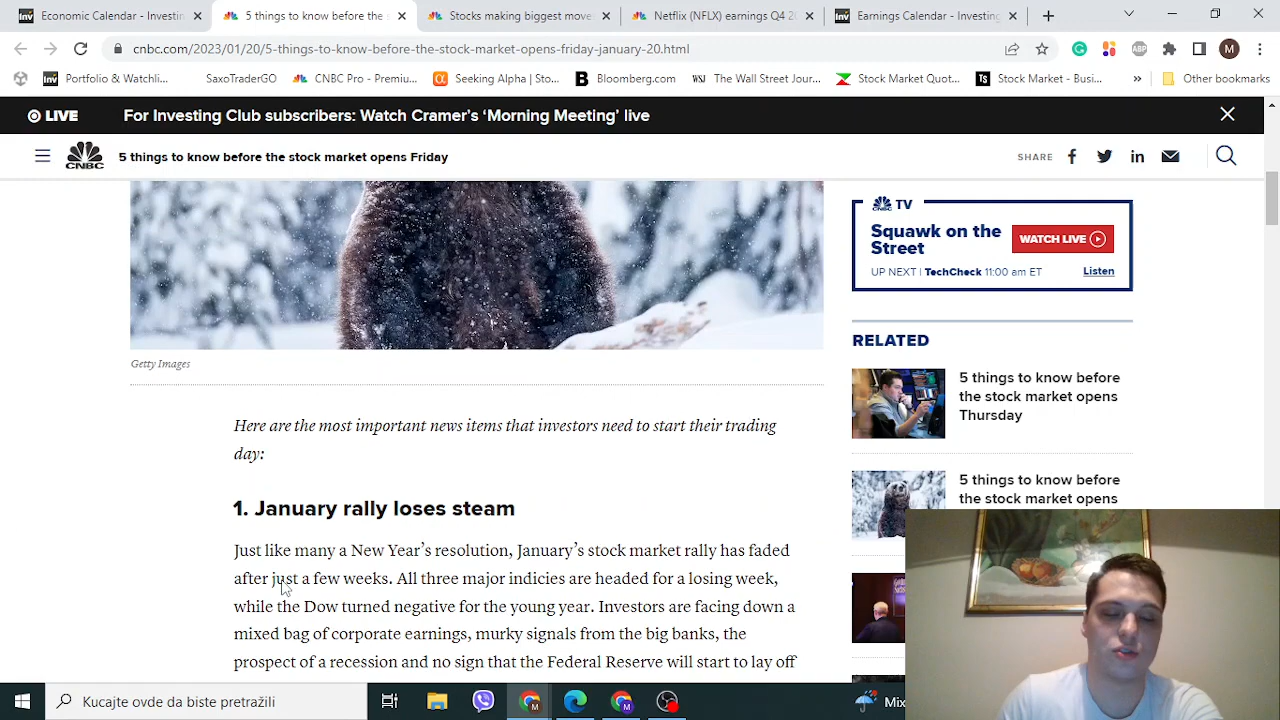 Economic Calendar - Investin
5 things to know before the s
Stocks making biggest move
Netflix (NFLX) earnings Q4 20
Earnings Calendar - Investing
cnbc.com/2023/01/20/5-things-to-know-before-the-stock-market-opens-friday-january-20.html
ABP
M
Inv Portfolio & Watchli...
SaxoTraderGO
CNBC Pro - Premiu...
Seeking Alpha | Sto...
Bloomberg.com
WSJ The Wall Street Jour...
Stock Market Quot...
TS Stock Market - Busi...
»
Other bookmarks
LIVE For Investing Club subscribers: Watch Cramer's ‘Morning Meeting’ live
CNBC
5 things to know before the stock market opens Friday
SHARE
CNBC TV
Squawk on the
Street
WATCH LIVE
UP NEXT | TechCheck 11:00 am ET
Listen
Getty Images
RELATED
5 things to know before
the stock market opens
Thursday
5 things to know before
the stock market opens
Here are the most important news items that investors need to start their trading
day:
1. January rally loses steam
Just like many a New Year’s resolution, January’s stock market rally has faded
after just a few weeks. All three major indicies are headed for a losing week,
while the Dow turned negative for the young year. Investors are facing down a
mixed bag of corporate earnings, murky signals from the big banks, the
prospect of a recession and no sign that the Federal Reserve will start to lay off
Kucajte ovde da biste pretražili
Mix